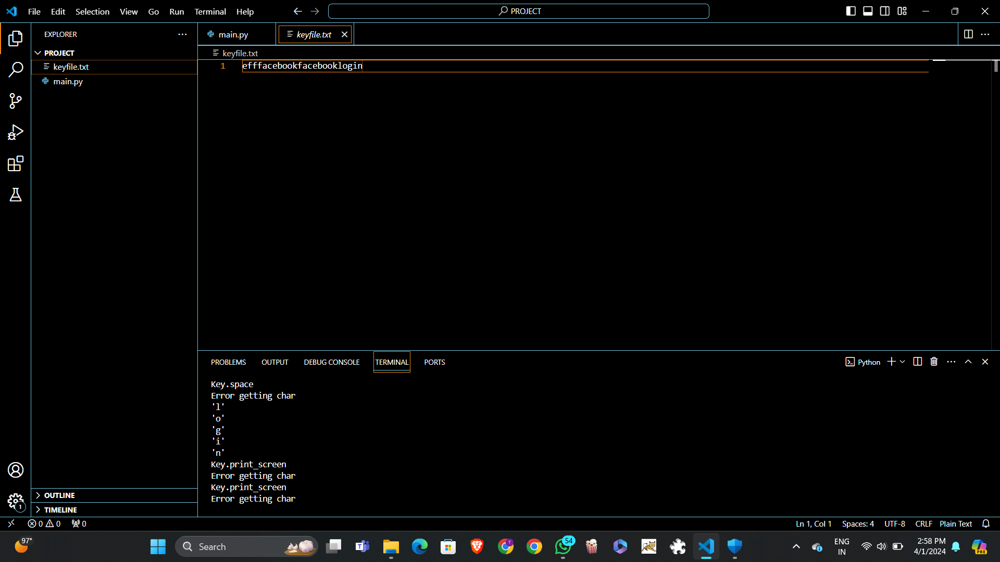 File Edit Selection View Go Run Terminal Help
PROJECT
EXPLORER
PROJECT
keyfile.txt
main.py
OUTLINE
TIMELINE
main.py
keyfile.txt
keyfile.txt
1 efffacebookfacebooklogin
PROBLEMS OUTPUT DEBUG CONSOLE TERMINAL PORTS
Python
Key.space
Error getting char
'l'
'o'
'g'
'i'
'n'
Key.print_screen
Error getting char
Key.print_screen
Error getting char
1
0 0 0
Ln 1, Col 1 Spaces: 4 UTF-8 CRLF Plain Text
97°
Search
T
T
54
ENG
IN
2:58 PM
4/1/2024
PRE